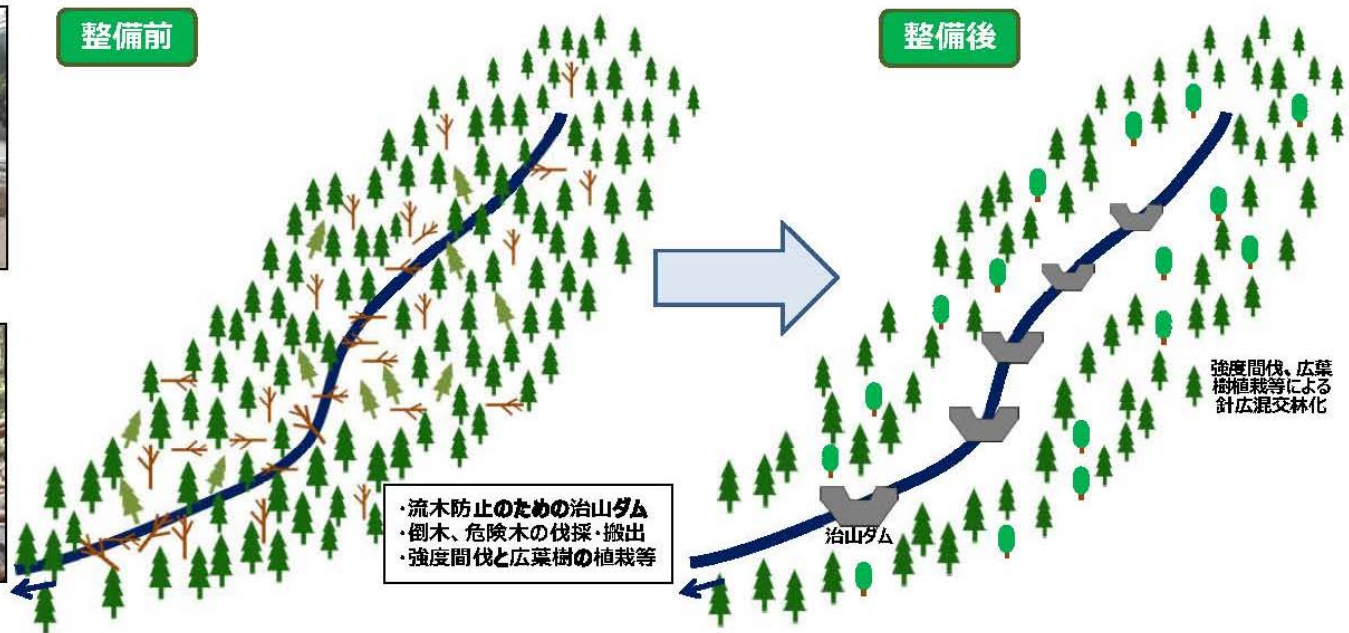 整備前
整備後
・流木防止のための治山ダム
・倒木、危険木の伐採・搬出
・強度間伐と広葉樹の植栽等
治山ダム
強度間伐、広葉
樹植栽等による
針広混交林化